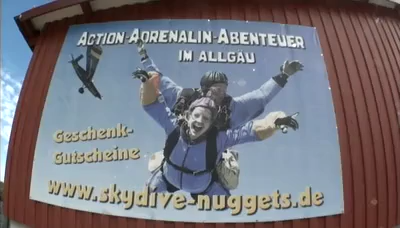 Action-Adrenalin-Abenteuer
im Allgäu
Geschenk-
Gutscheine
www.skydive-nuggets.de